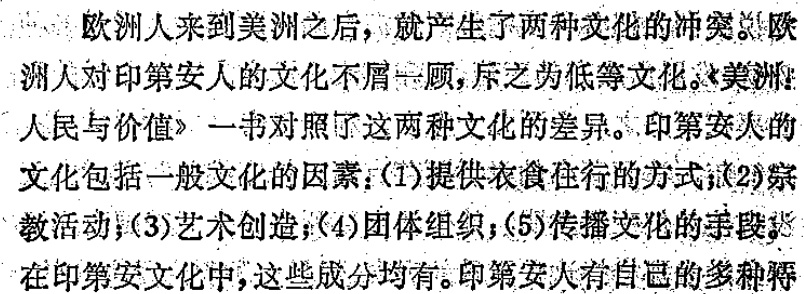 欧洲人来到美洲之后，就产生了两种文化的冲突。欧
洲人对印第安人的文化不屑一顾，斥之为低等文化。《美洲：
人民与价值》一书对照了这两种文化的差异。印第安人的
文化包括一般文化的因素：(1)提供衣食住行的方式；(2)宗
教活动；(3)艺术创造；(4)团体组织；(5)传播文化的手段。
在印第安文化中，这些成分均有。印第安人有自己的多种得